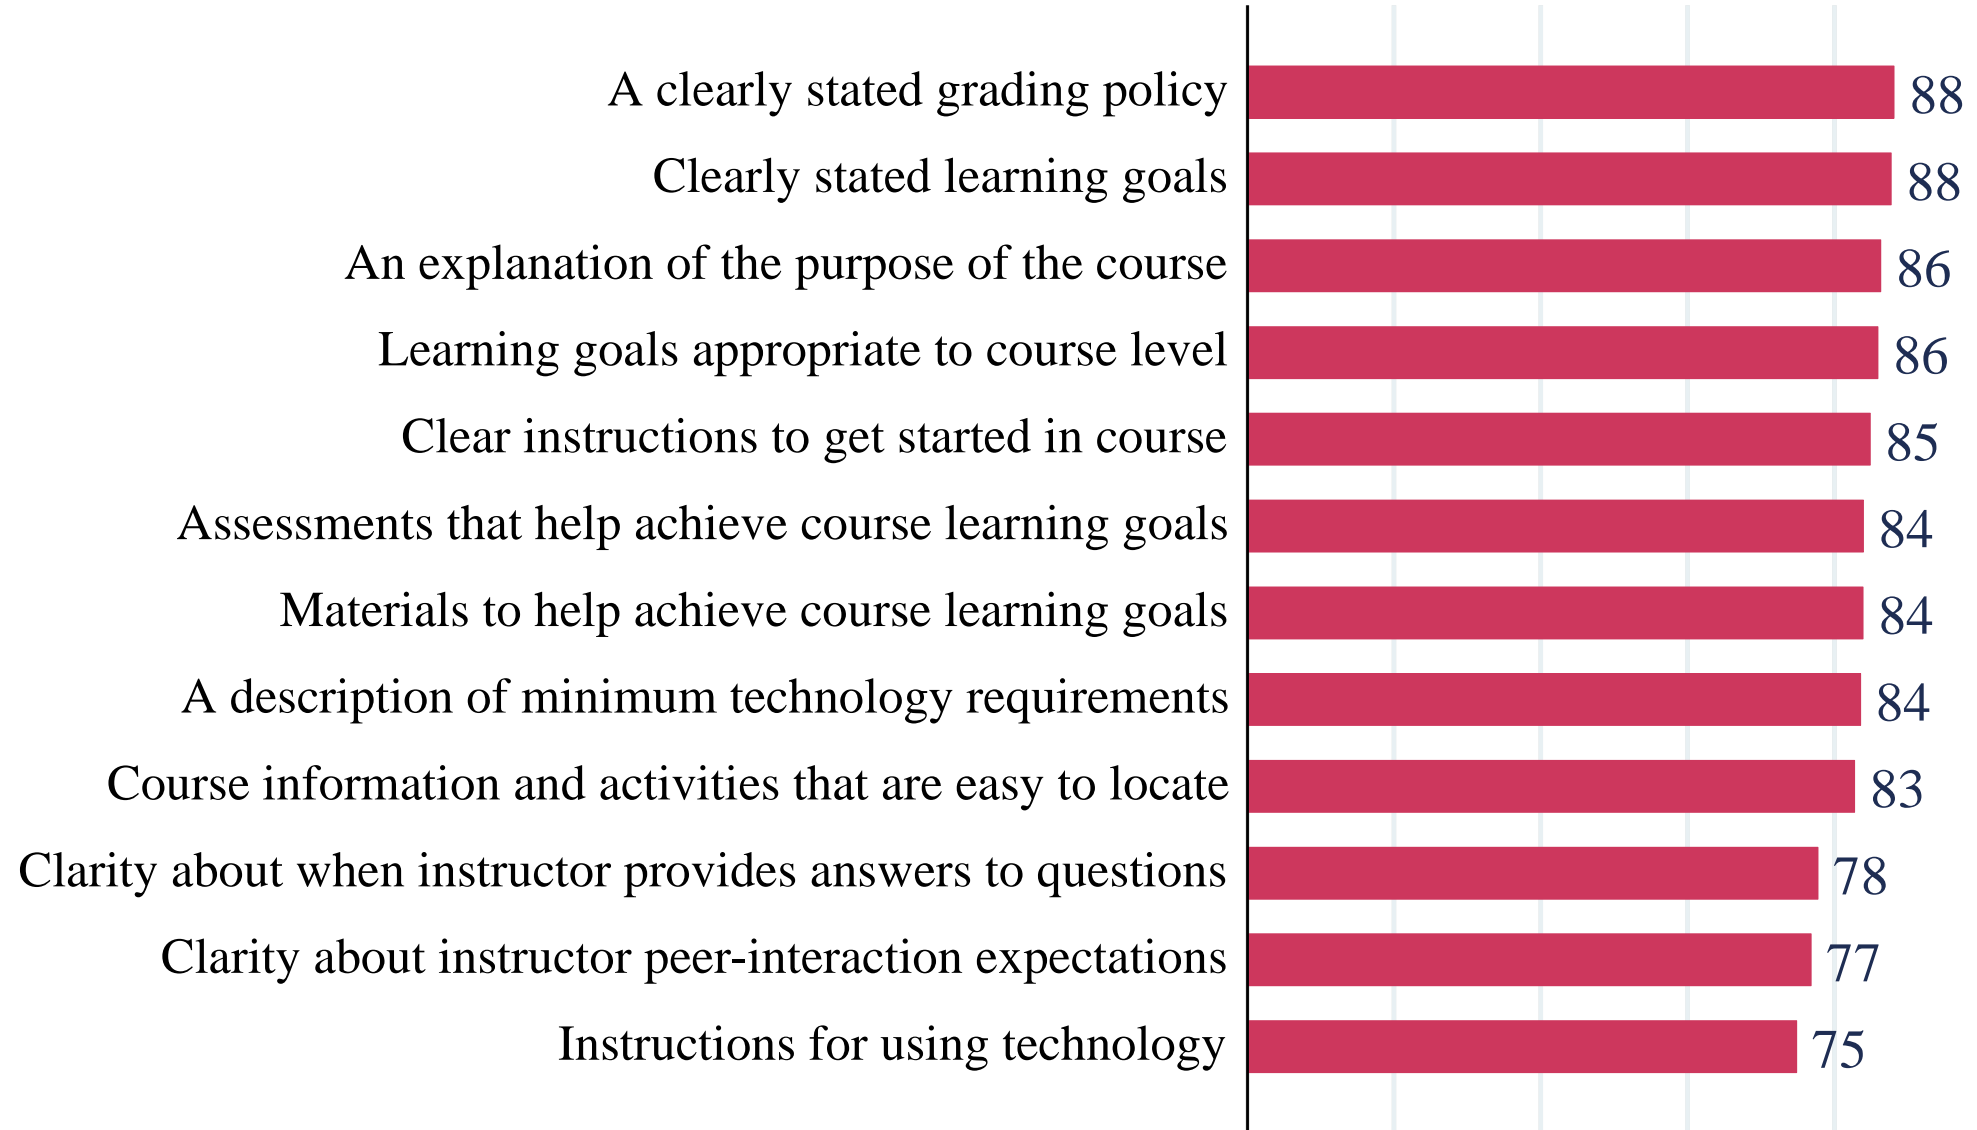 A clearly stated grading policy 88
Clearly stated learning goals 88
An explanation of the purpose of the course 86
Learning goals appropriate to course level 86
Clear instructions to get started in course 85
Assessments that help achieve course learning goals 84
Materials to help achieve course learning goals 84
A description of minimum technology requirements 84
Course information and activities that are easy to locate 83
Clarity about when instructor provides answers to questions 78
Clarity about instructor peer-interaction expectations 77
Instructions for using technology 75